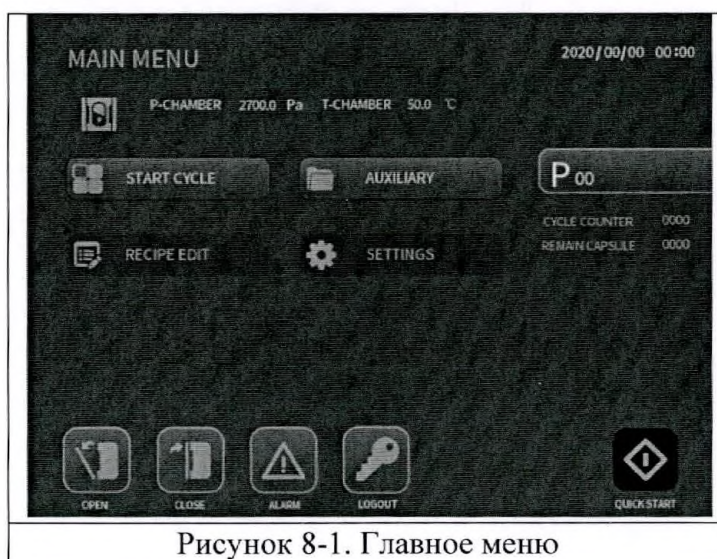 MAIN MENU
2020/00/00 00:00
P-CHAMBER 2700.0 Pa T-CHAMBER 50.0 ℃
START CYCLE
AUXILIARY
P 00
CYCLE COUNTER 0000
REMAIN CAPSULE 0000
RECIPE EDIT
SETTINGS
OPEN
CLOSE
ALARM
LOGOUT
QUICK START
Рисунок 8-1. Главное меню